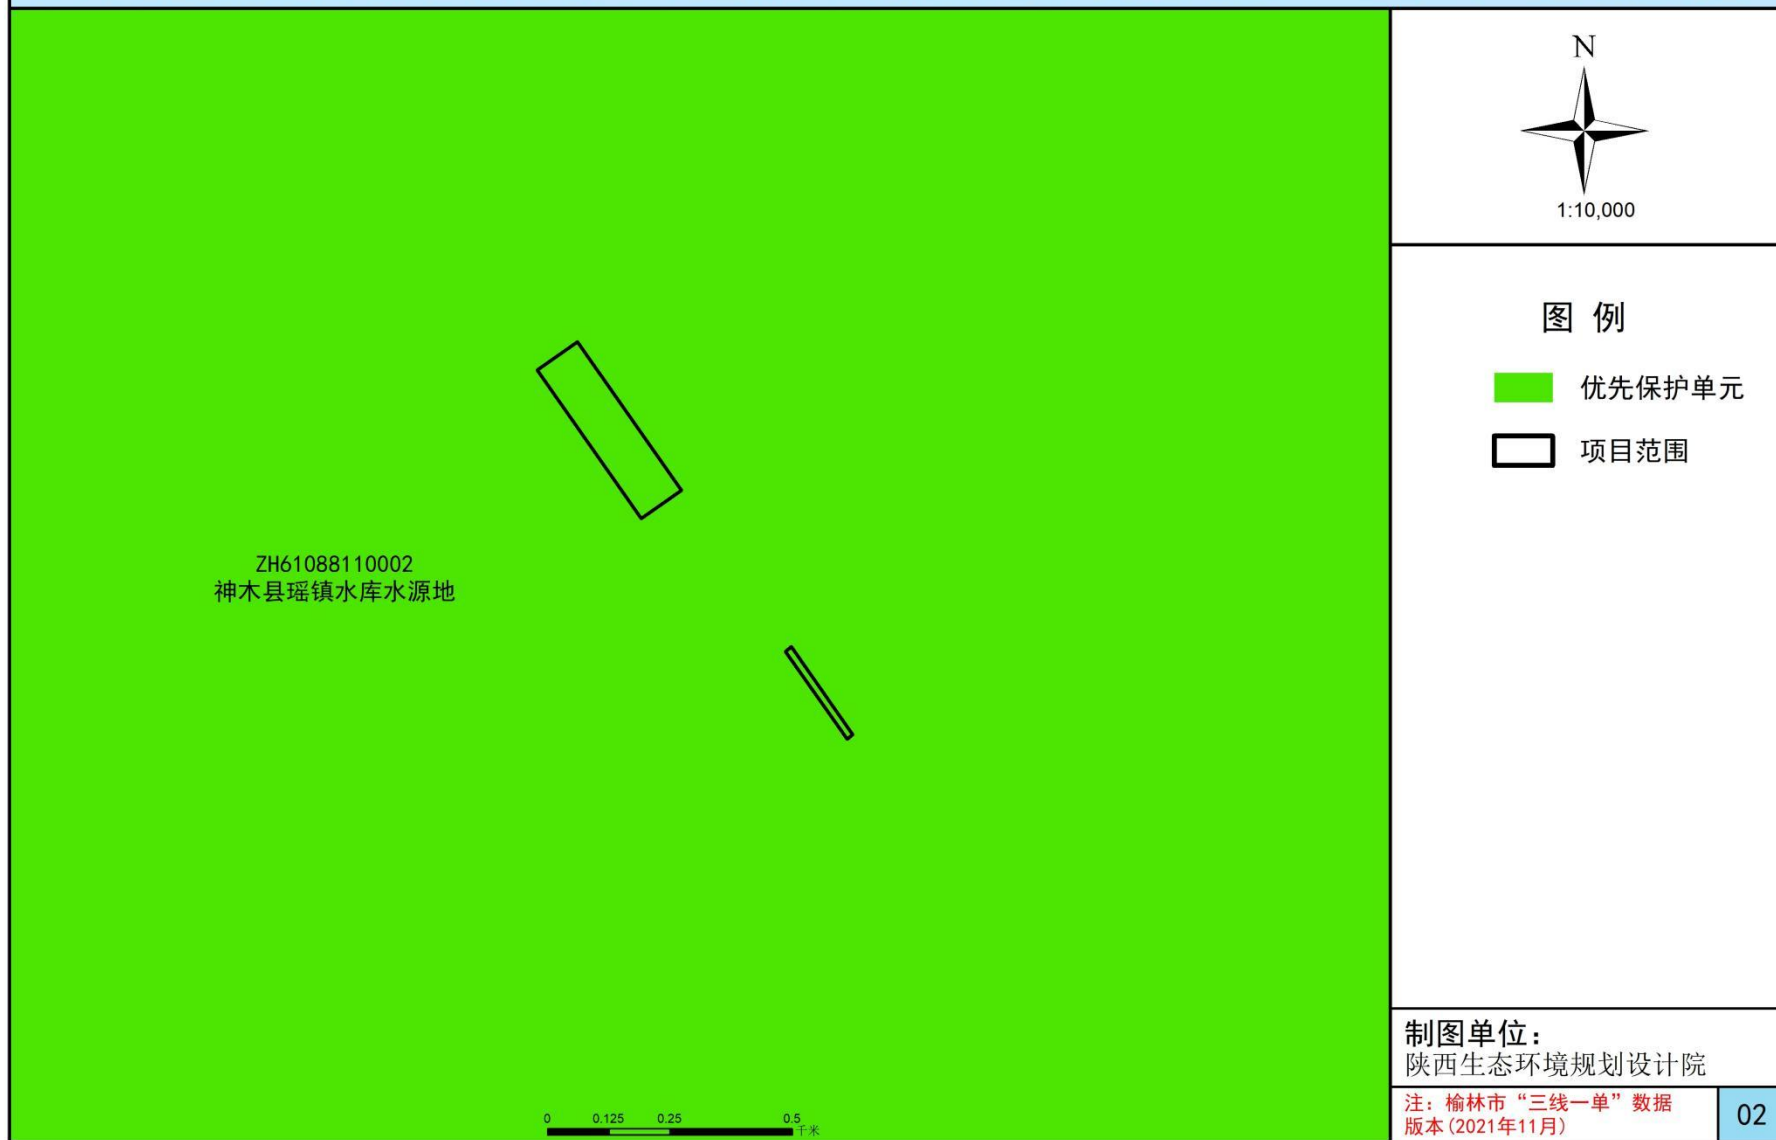 N
1:10,000
图 例
优先保护单元
项目范围
ZH61088110002
神木县瑶镇水库水源地
0 0.125 0.25 0.5
千米
制图单位：
陕西生态环境规划设计院
注：榆林市“三线一单”数据
版本(2021年11月)
02